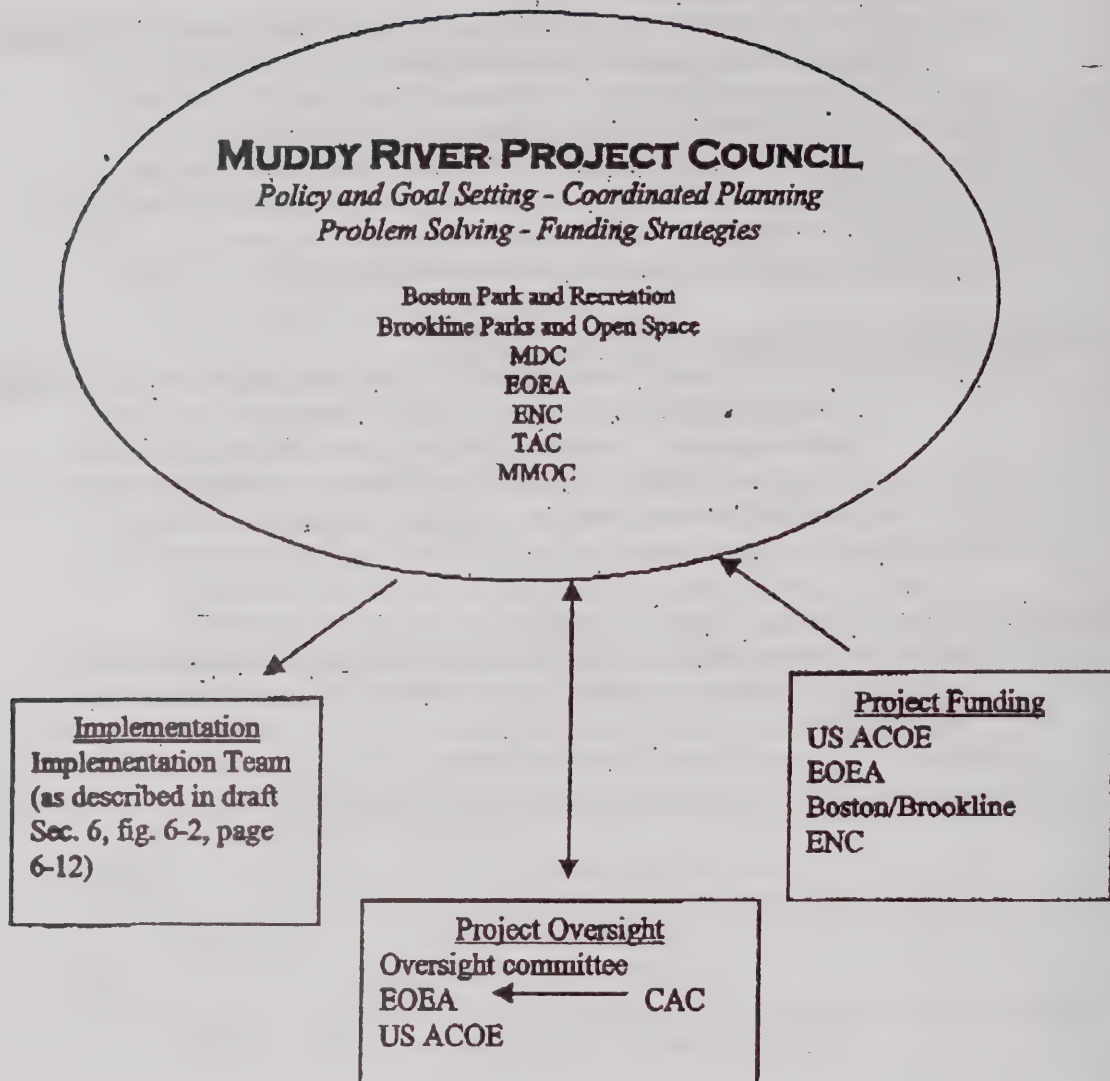 MUDDY RIVER PROJECT COUNCIL
Policy and Goal Setting - Coordinated Planning
Problem Solving - Funding Strategies
Boston Park and Recreation
Brookline Parks and Open Space
MDC
EOEA
ENC
TAC
MMOC
Implementation
Implementation Team
(as described in draft
Sec. 6, fig. 6-2, page
6-12)
Project Oversight
Oversight committee
EOEA CAC
US ACOE
Project Funding
US ACOE
EOEA
Boston/Brookline
ENC